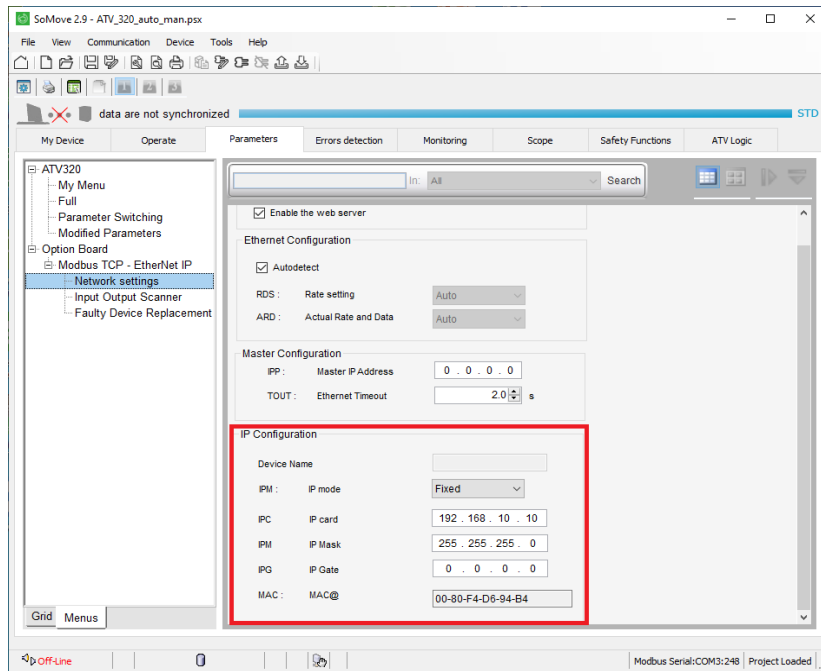 SoMove 2.9 - ATV_320_auto_man.psx
File View Communication Device Tools Help
data are not synchronized
STD
My Device Operate Parameters Errors detection Monitoring Scope Safety Functions ATV Logic
ATV320
My Menu
Full
Parameter Switching
Modified Parameters
Option Board
Modbus TCP - EtherNet IP
Network settings
Input Output Scanner
Faulty Device Replacement
Grid Menus
In: All Search
Enable the web server
Ethernet Configuration
Autodetect
RDS : Rate setting Auto
ARD : Actual Rate and Data Auto
Master Configuration
IPP : Master IP Address 0 . 0 . 0 . 0
TOUT : Ethernet Timeout 2.0 s
IP Configuration
Device Name
IPM : IP mode Fixed
IPC IP card 192 . 168 . 10 . 10
IPM IP Mask 255 . 255 . 255 . 0
IPG IP Gate 0 . 0 . 0 . 0
MAC : MAC@ 00-80-F4-D6-94-B4
Off-Line Modbus Serial:COM3:248 Project Loaded